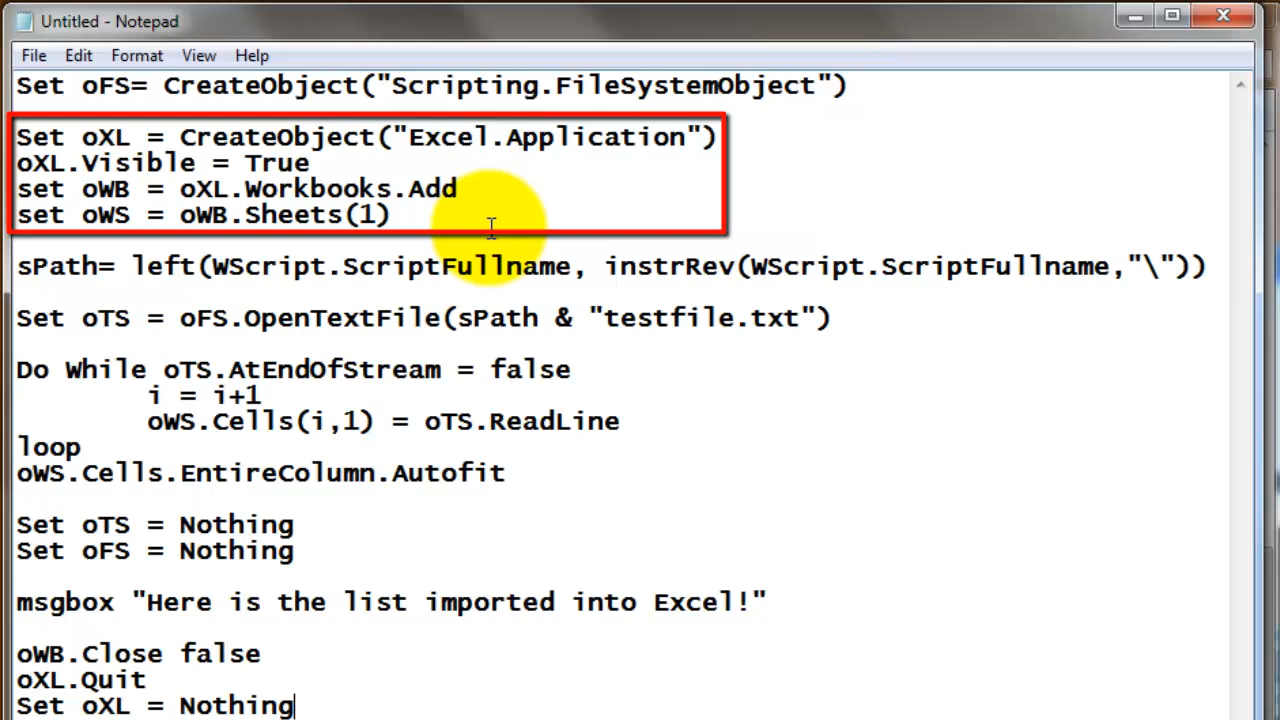 Untitled - Notepad
File Edit Format View Help
Set oFS= CreateObject("Scripting.FileSystemObject")
Set oXL = CreateObject("Excel.Application")
oXL.Visible = True
set oWB = oXL.Workbooks.Add
set oWS = oWB.Sheets(1)
sPath= left(WScript.ScriptFullname, instrRev(WScript.ScriptFullname,"\"))
Set oTS = oFS.OpenTextFile(sPath & "testfile.txt")
Do While oTS.AtEndOfStream = false
i = i+1
oWS.Cells(i,1) = oTS.ReadLine
loop
oWS.Cells.EntireColumn.Autofit
Set oTS = Nothing
Set oFS = Nothing
msgbox "Here is the list imported into Excel!"
oWB.Close false
oXL.Quit
Set oXL = Nothing